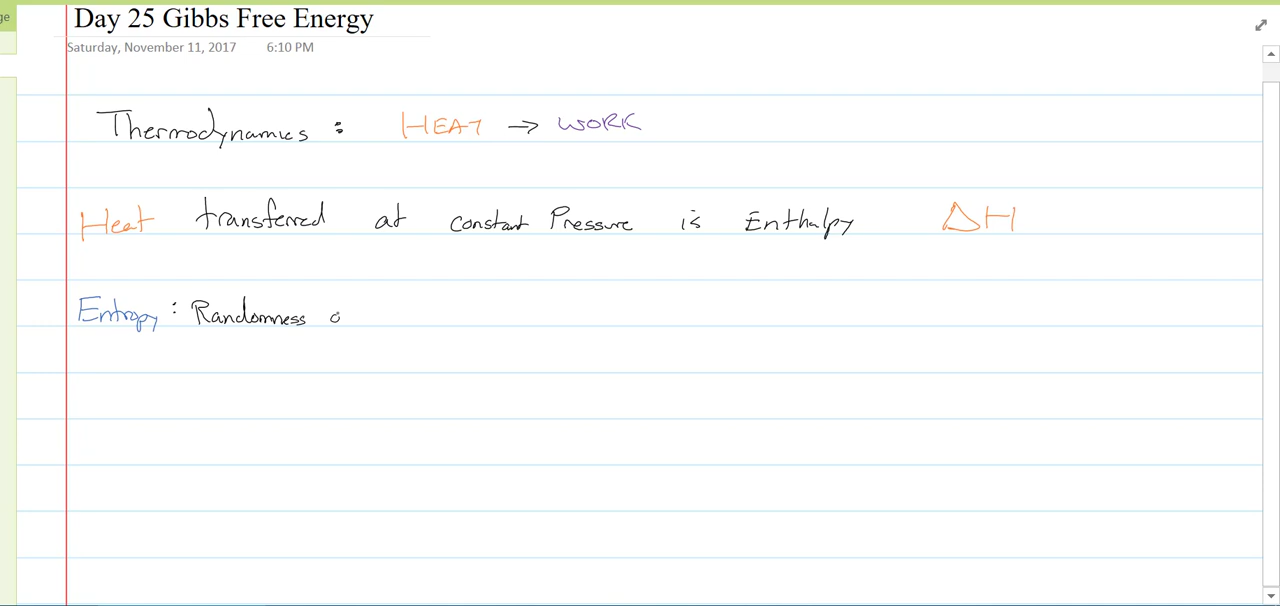 ge
Day 25 Gibbs Free Energy
Saturday, November 11, 2017 6:10 PM
Thermodynamics : HEAT → WORK
Heat transferred at constant Pressure is Enthalpy ΔH
Entropy : Randomness o